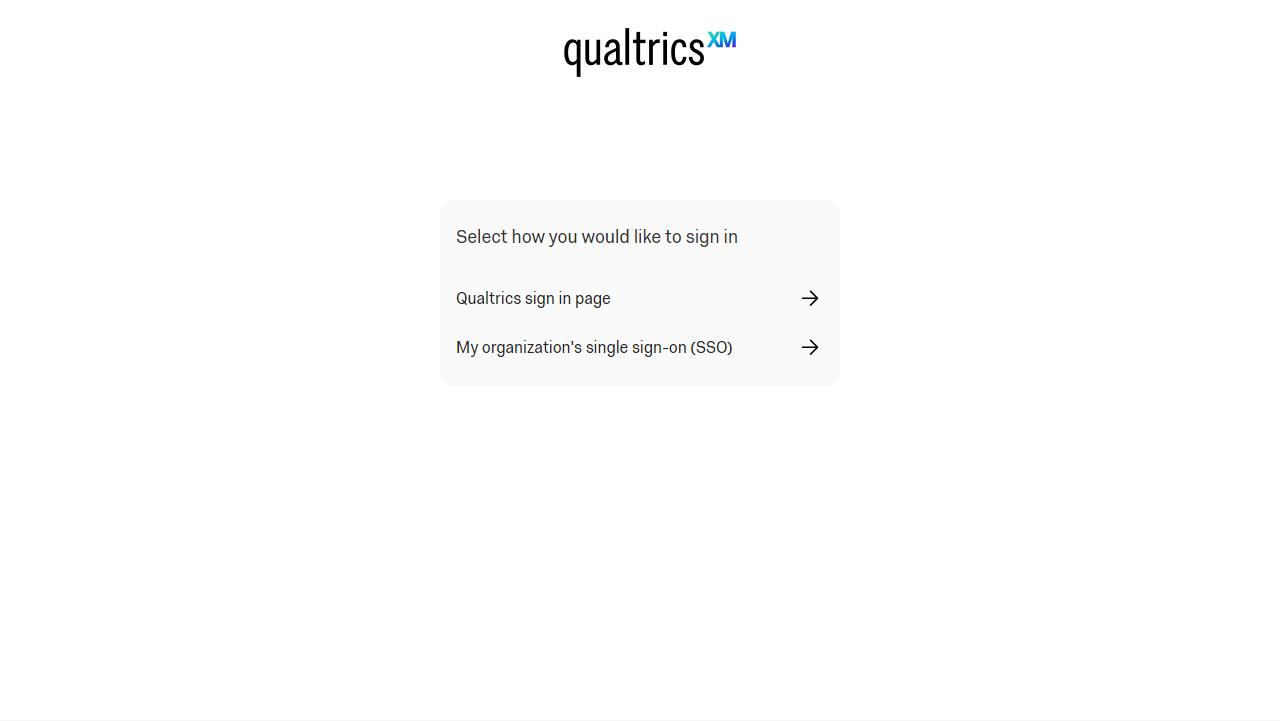 qualtrics XM
Select how you would like to sign in
Qualtrics sign in page
My organization's single sign-on (SSO)